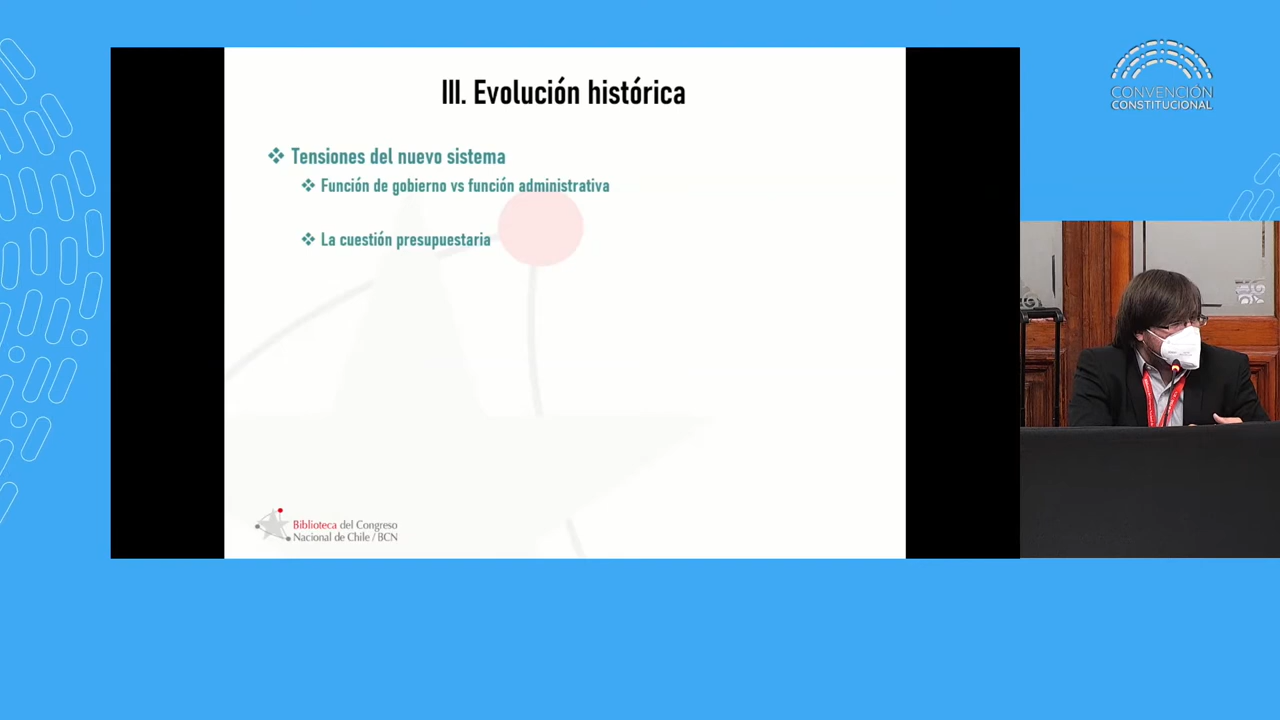 III. Evolución histórica
❖ Tensiones del nuevo sistema
❖ Función de gobierno vs función administrativa
❖ La cuestión presupuestaria
Biblioteca del Congreso
Nacional de Chile / BCN
CONVENCIÓN
CONSTITUCIONAL